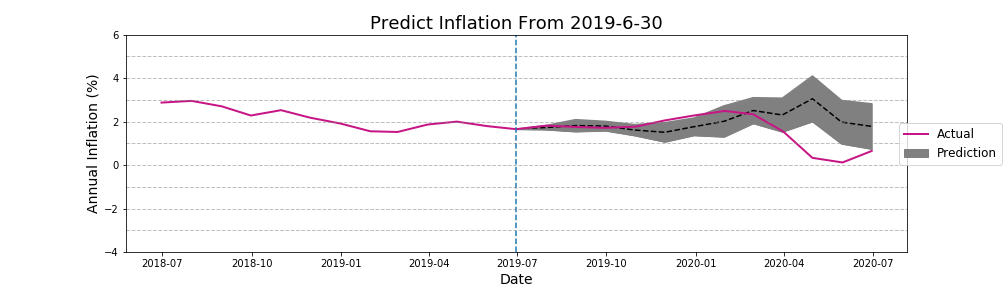 Predict Inflation From 2019-6-30
Annual Inflation (%)
6
4
2
0
−2
−4
2018-07 2018-10 2019-01 2019-04 2019-07 2019-10 2020-01 2020-04 2020-07
Date
Actual
Prediction